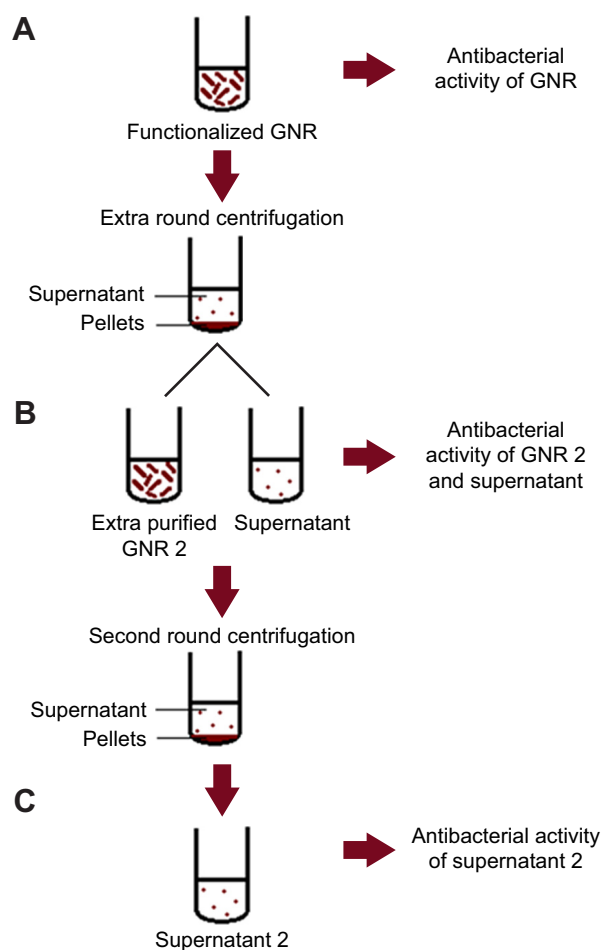 A
Antibacterial
activity of GNR
Functionalized GNR
Extra round centrifugation
Supernatant
Pellets
B
Antibacterial
activity of GNR 2
and supernatant
Extra purified
GNR 2
Supernatant
Second round centrifugation
Supernatant
Pellets
C
Antibacterial activity
of supernatant 2
Supernatant 2